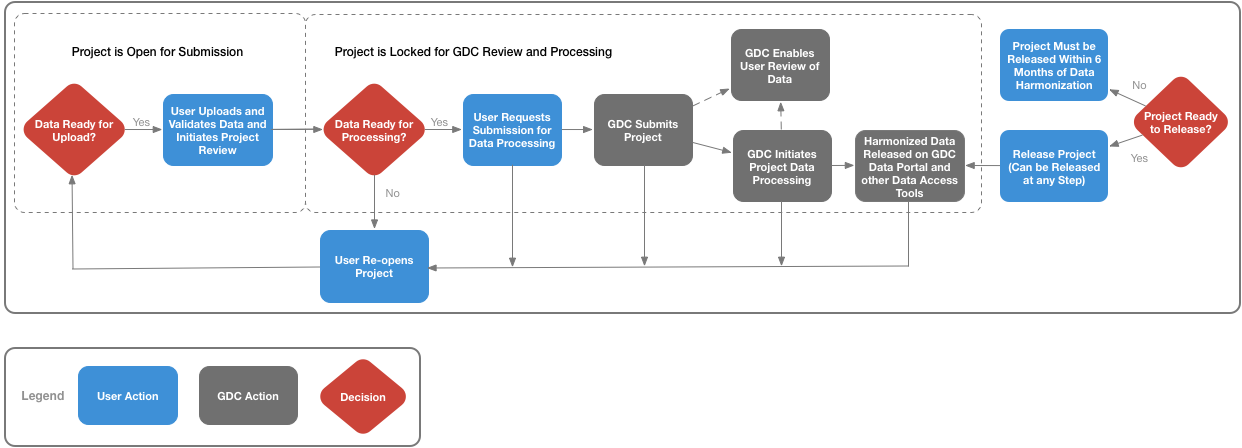 Project is Open for Submission
Project is Locked for GDC Review and Processing
Data Ready for
Upload?
Yes
User Uploads and
Validates Data and
Initiates Project
Review
Data Ready for
Processing?
Yes
No
User Requests
Submission for
Data Processing
GDC Submits
Project
GDC Enables
User Review of
Data
GDC Initiates
Project Data
Processing
Harmonized Data
Released on GDC
Data Portal and
other Data Access
Tools
Project Must be
Released Within 6
Months of Data
Harmonization
No
Project Ready
to Release?
Yes
Release Project
(Can be Released
at any Step)
User Re-opens
Project
Legend
User Action
GDC Action
Decision